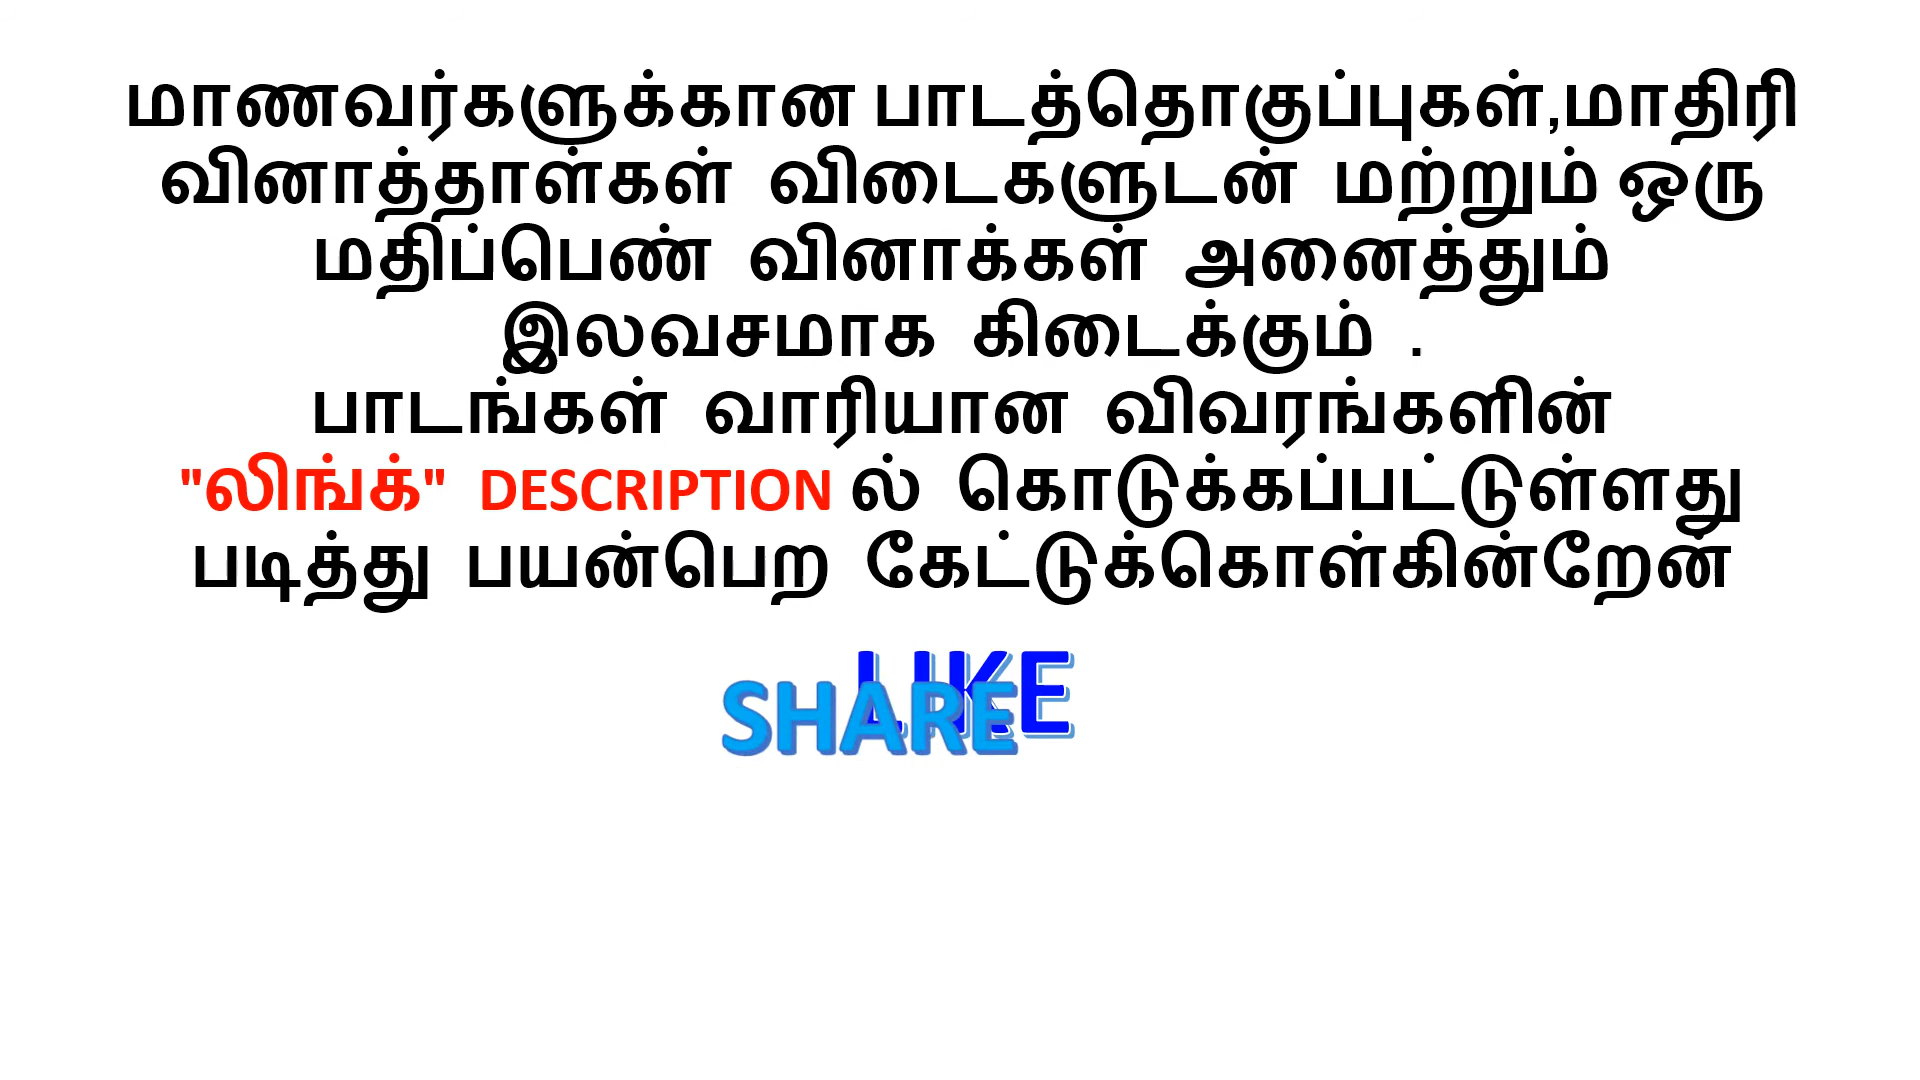 மாணவர்களுக்கான பாடத்தொகுப்புகள்,மாதிரி
வினாத்தாள்கள் விடைகளுடன் மற்றும் ஒரு
மதிப்பெண் வினாக்கள் அனைத்தும்
இலவசமாக கிடைக்கும் .
பாடங்கள் வாரியான விவரங்களின்
"லிங்க்" DESCRIPTION ல் கொடுக்கப்பட்டுள்ளது
படித்து பயன்பெற கேட்டுக்கொள்கின்றேன்
LIKE
SHARE